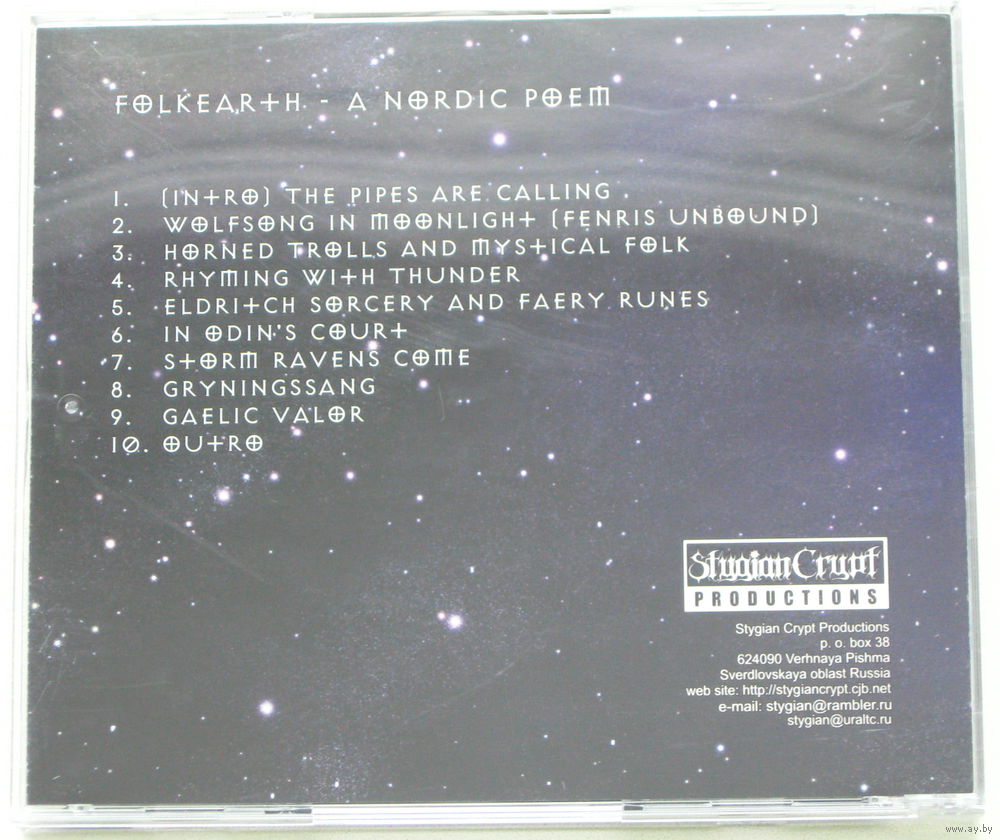 FOLKEARTH - A NORDIC POEM
1. (INTRO) THE PIPES ARE CALLING
2. WOLFSONG IN MOONLIGHT (FENRIS UNBOUND)
3. HORNED TROLLS AND MYSTICAL FOLK
4. RHYMING WITH THUNDER
5. ELDRITCH SORCERY AND FAERY RUNES
6. IN ODIN'S COURT
7. STORM RAVENS COME
8. GRYNINGSSANG
9. GAELIC VALOR
10. OUTRO
Stygian Crypt
PRODUCTIONS
Stygian Crypt Productions
p. o. box 38
624090 Verhnaya Pishma
Sverdlovskaya oblast Russia
web site: http://stygiancrypt.cjb.net
e-mail: stygian@rambler.ru
stygian@uraltc.ru
www.ay.by